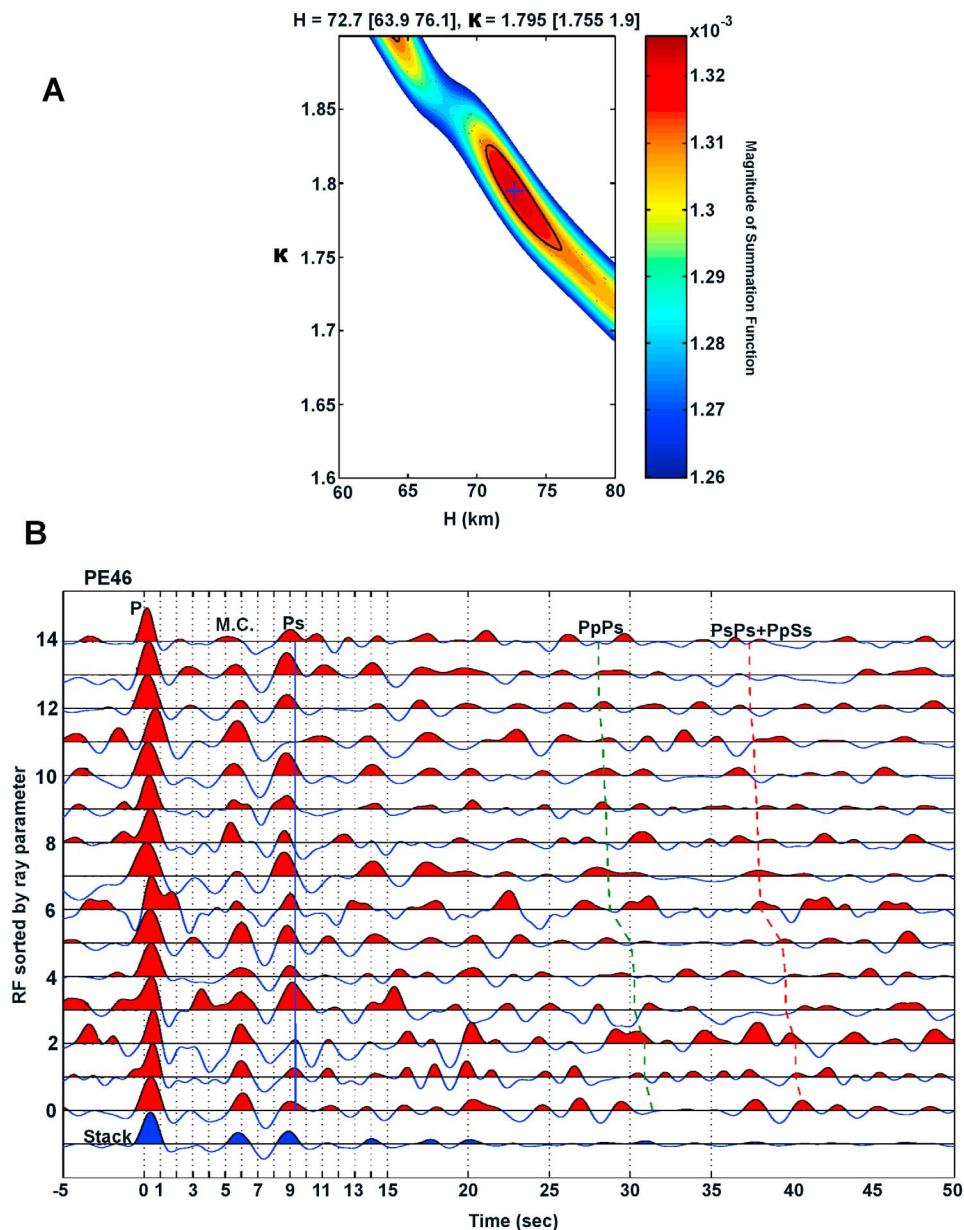 H = 72.7 [63.9 76.1], κ = 1.795 [1.755 1.9]
A
x10⁻³
1.85
1.8
1.75
1.7
1.65
1.6
κ
60 65 70 75 80
H (km)
1.32
1.31
1.3
1.29
1.28
1.27
1.26
Magnitude of Summation Function
B
PE46
P
M.C.
Ps
PpPs
PsPs+PpSs
14
12
10
8
6
4
2
0
Stack
RF sorted by ray parameter
-5 0 1 3 5 7 9 11 13 15 20 25 30 35 40 45 50
Time (sec)